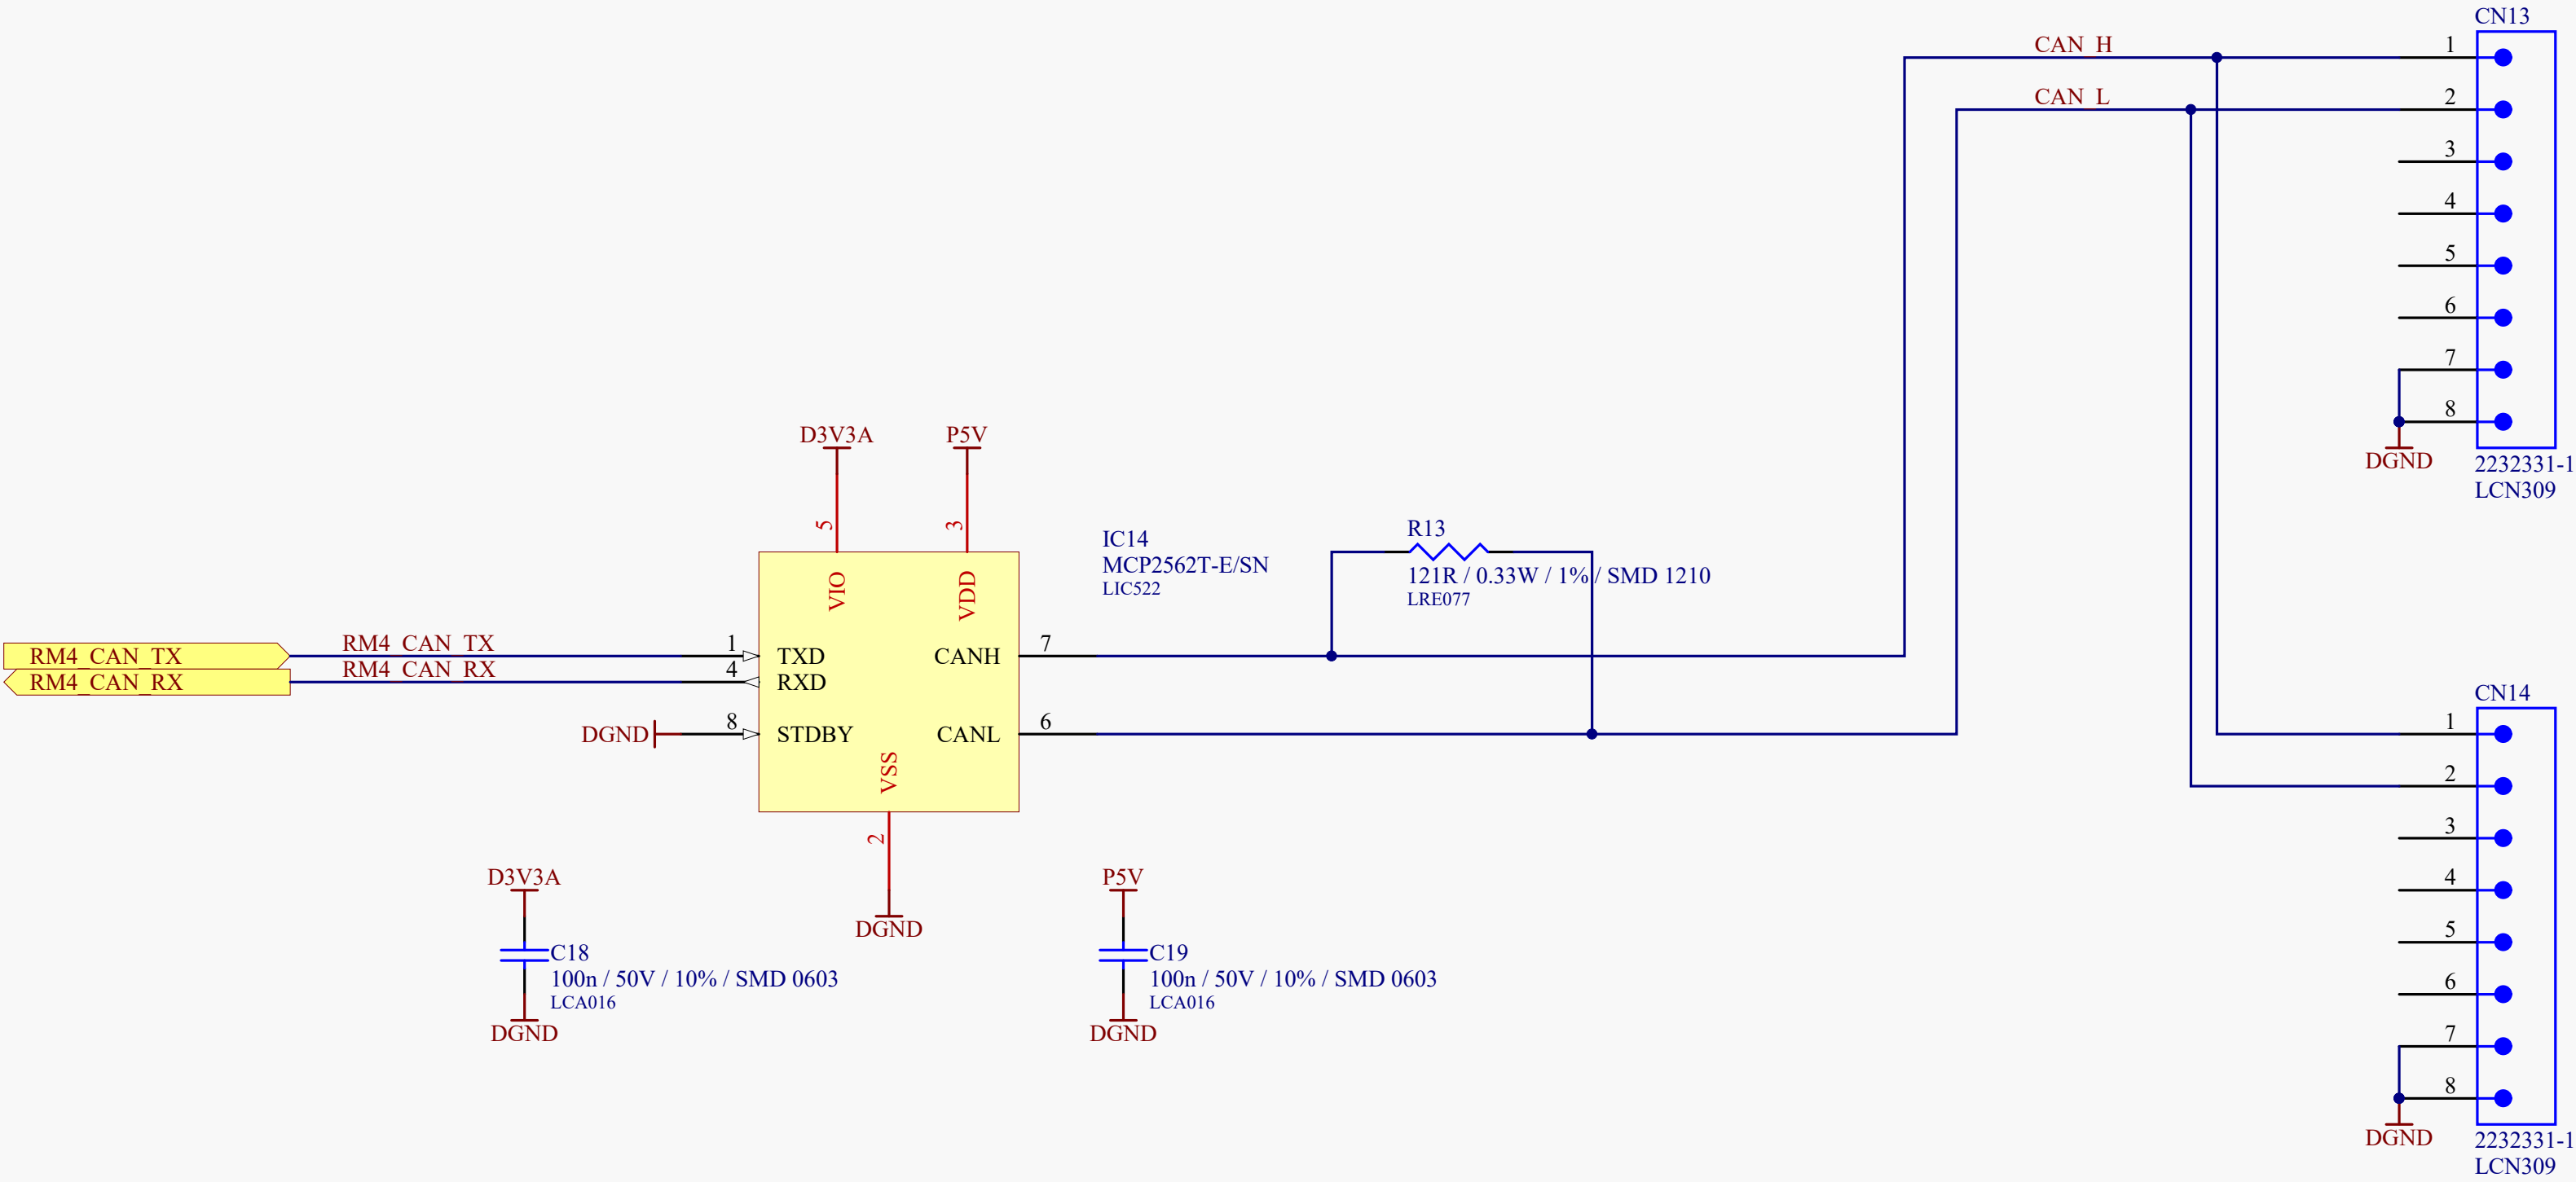 CN13
CAN_H
1
CAN_L
2
3
4
5
6
7
8
DGND
2232331-1
LCN309
D3V3A
P5V
5
3
VIO
VDD
IC14
MCP2562T-E/SN
LIC522
R13
121R / 0.33W / 1% / SMD 1210
LRE077
RM4_CAN_TX
RM4_CAN_TX
1
TXD
CANH
7
RM4_CAN_RX
RM4_CAN_RX
4
RXD
DGND
8
STDBY
CANL
6
VSS
2
DGND
D3V3A
C18
100n / 50V / 10% / SMD 0603
LCA016
DGND
P5V
C19
100n / 50V / 10% / SMD 0603
LCA016
DGND
CN14
1
2
3
4
5
6
7
8
DGND
2232331-1
LCN309